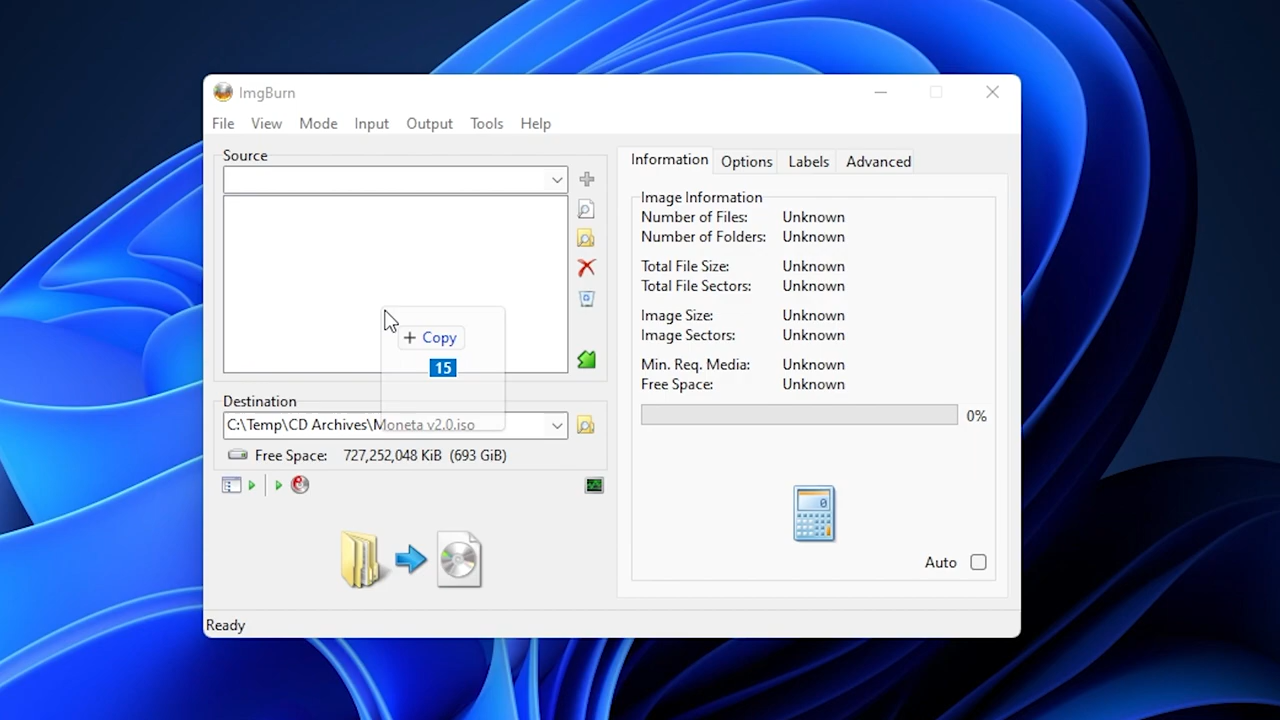 ImgBurn
File View Mode Input Output Tools Help
Source
+ Copy
15
Destination
C:\Temp\CD Archives\Moneta v2.0.iso
Free Space: 727,252,048 KiB (693 GiB)
Information Options Labels Advanced
Image Information
Number of Files: Unknown
Number of Folders: Unknown
Total File Size: Unknown
Total File Sectors: Unknown
Image Size: Unknown
Image Sectors: Unknown
Min. Req. Media: Unknown
Free Space: Unknown
0%
0
Auto
Ready